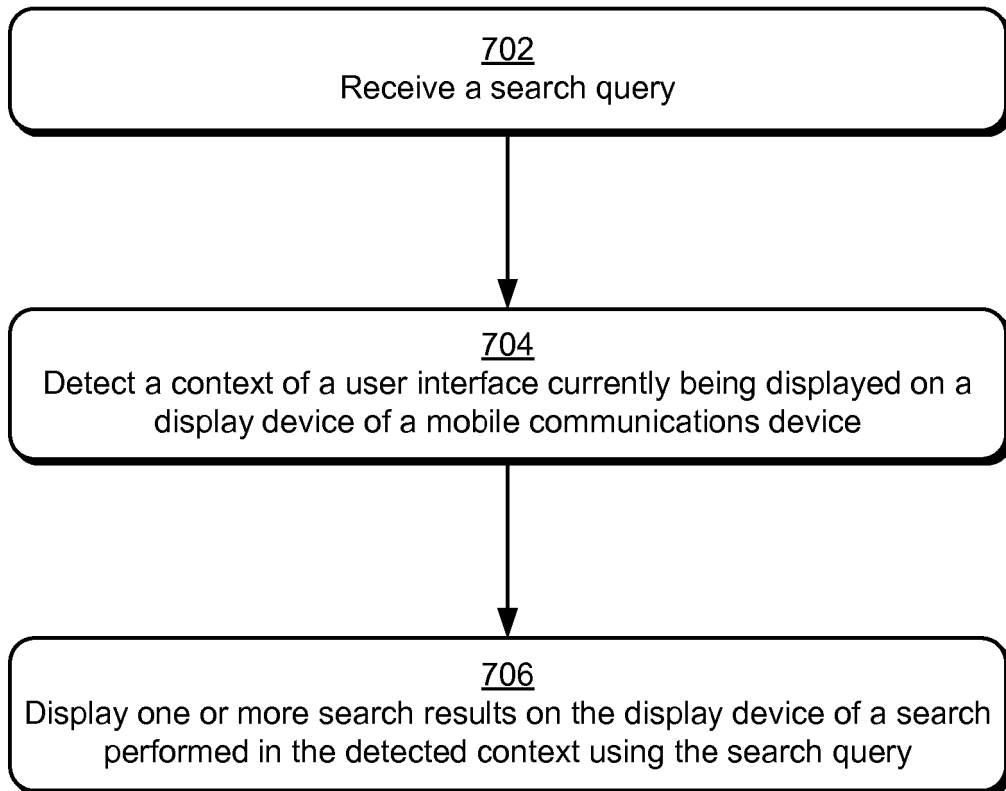 702
Receive a search query
704
Detect a context of a user interface currently being displayed on a
display device of a mobile communications device
706
Display one or more search results on the display device of a search
performed in the detected context using the search query